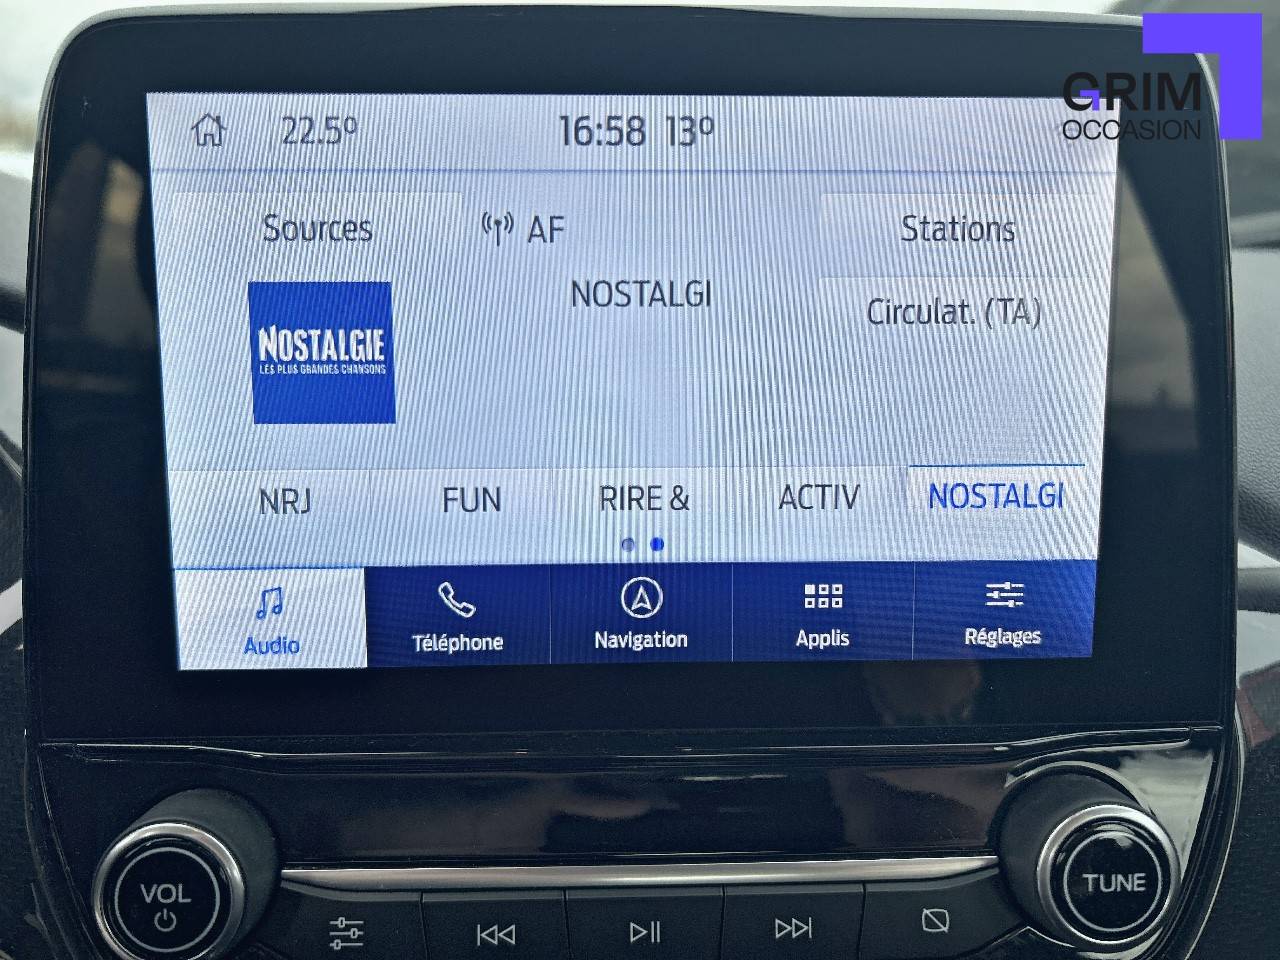 GRIM
OCCASION
22.5° 16:58 13°
Sources AF Stations
NOSTALGI
Circulat. (TA)
NOSTALGIE
LES PLUS GRANDES CHANSONS
NRJ FUN RIRE & ACTIV NOSTALGI
Audio Téléphone Navigation Applis Réglages
VOL
TUNE